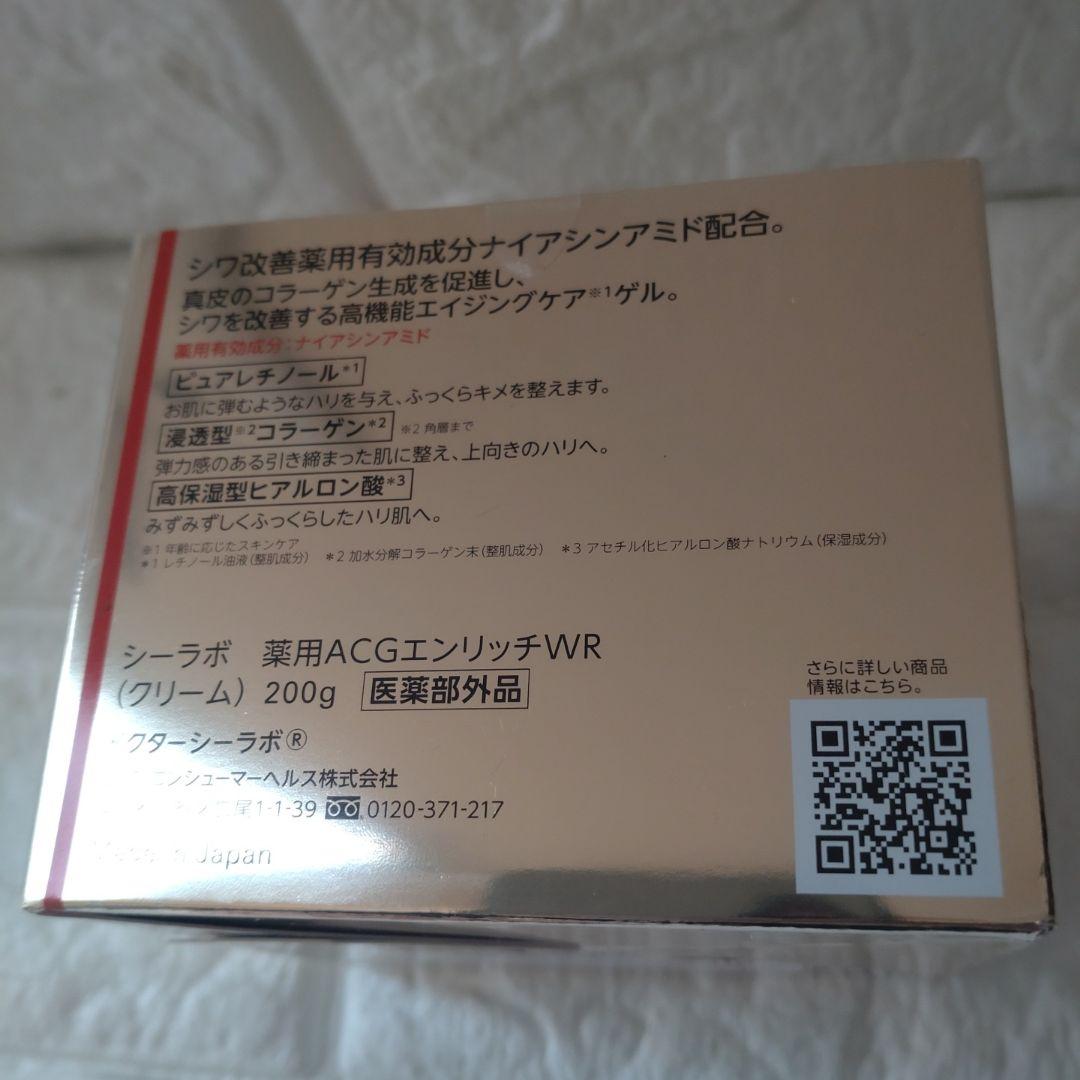 シワ改善薬用有効成分ナイアシンアミド配合。
真皮のコラーゲン生成を促進し、
シワを改善する高機能エイジングケア※1ゲル。
薬用有効成分:ナイアシンアミド
ピュアレチノール*1
お肌に弾むようなハリを与え、ふっくらキメを整えます。
浸透型※2コラーゲン*2 ※2 角層まで
弾力感のある引き締まった肌に整え、上向きのハリへ。
高保湿型ヒアルロン酸*3
みずみずしくふっくらしたハリ肌へ。
※1 年齢に応じたスキンケア
*1 レチノール油液(整肌成分) *2 加水分解コラーゲン末(整肌成分) *3 アセチル化ヒアルロン酸ナトリウム(保湿成分)
シーラボ 薬用ACGエンリッチWR
(クリーム) 200g 医薬部外品
クターシーラボ®
コンシューマーヘルス株式会社
1-1-39 0120-371-217
Japan
さらに詳しい商品
情報はこちら。